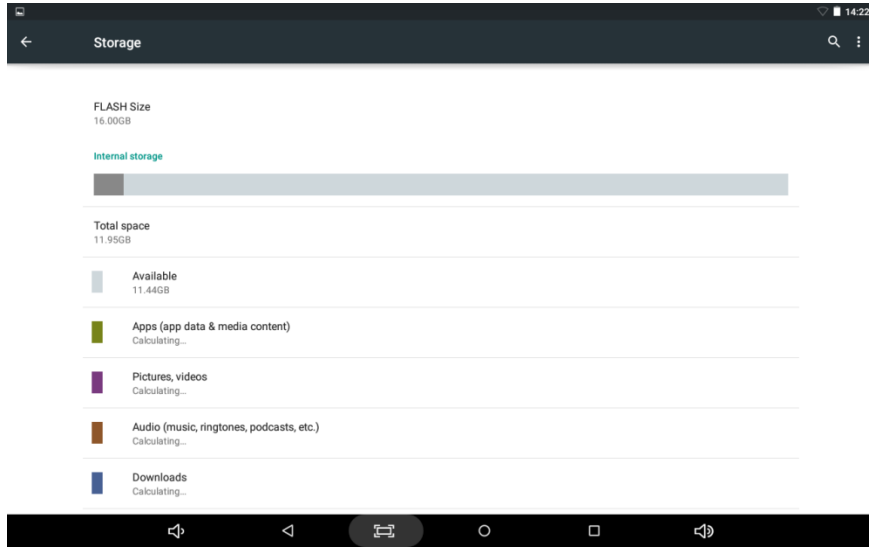 14:22
Storage
FLASH Size
16.00GB
Internal storage
Total space
11.95GB
Available
11.44GB
Apps (app data & media content)
Calculating...
Pictures, videos
Calculating...
Audio (music, ringtones, podcasts, etc.)
Calculating...
Downloads
Calculating...